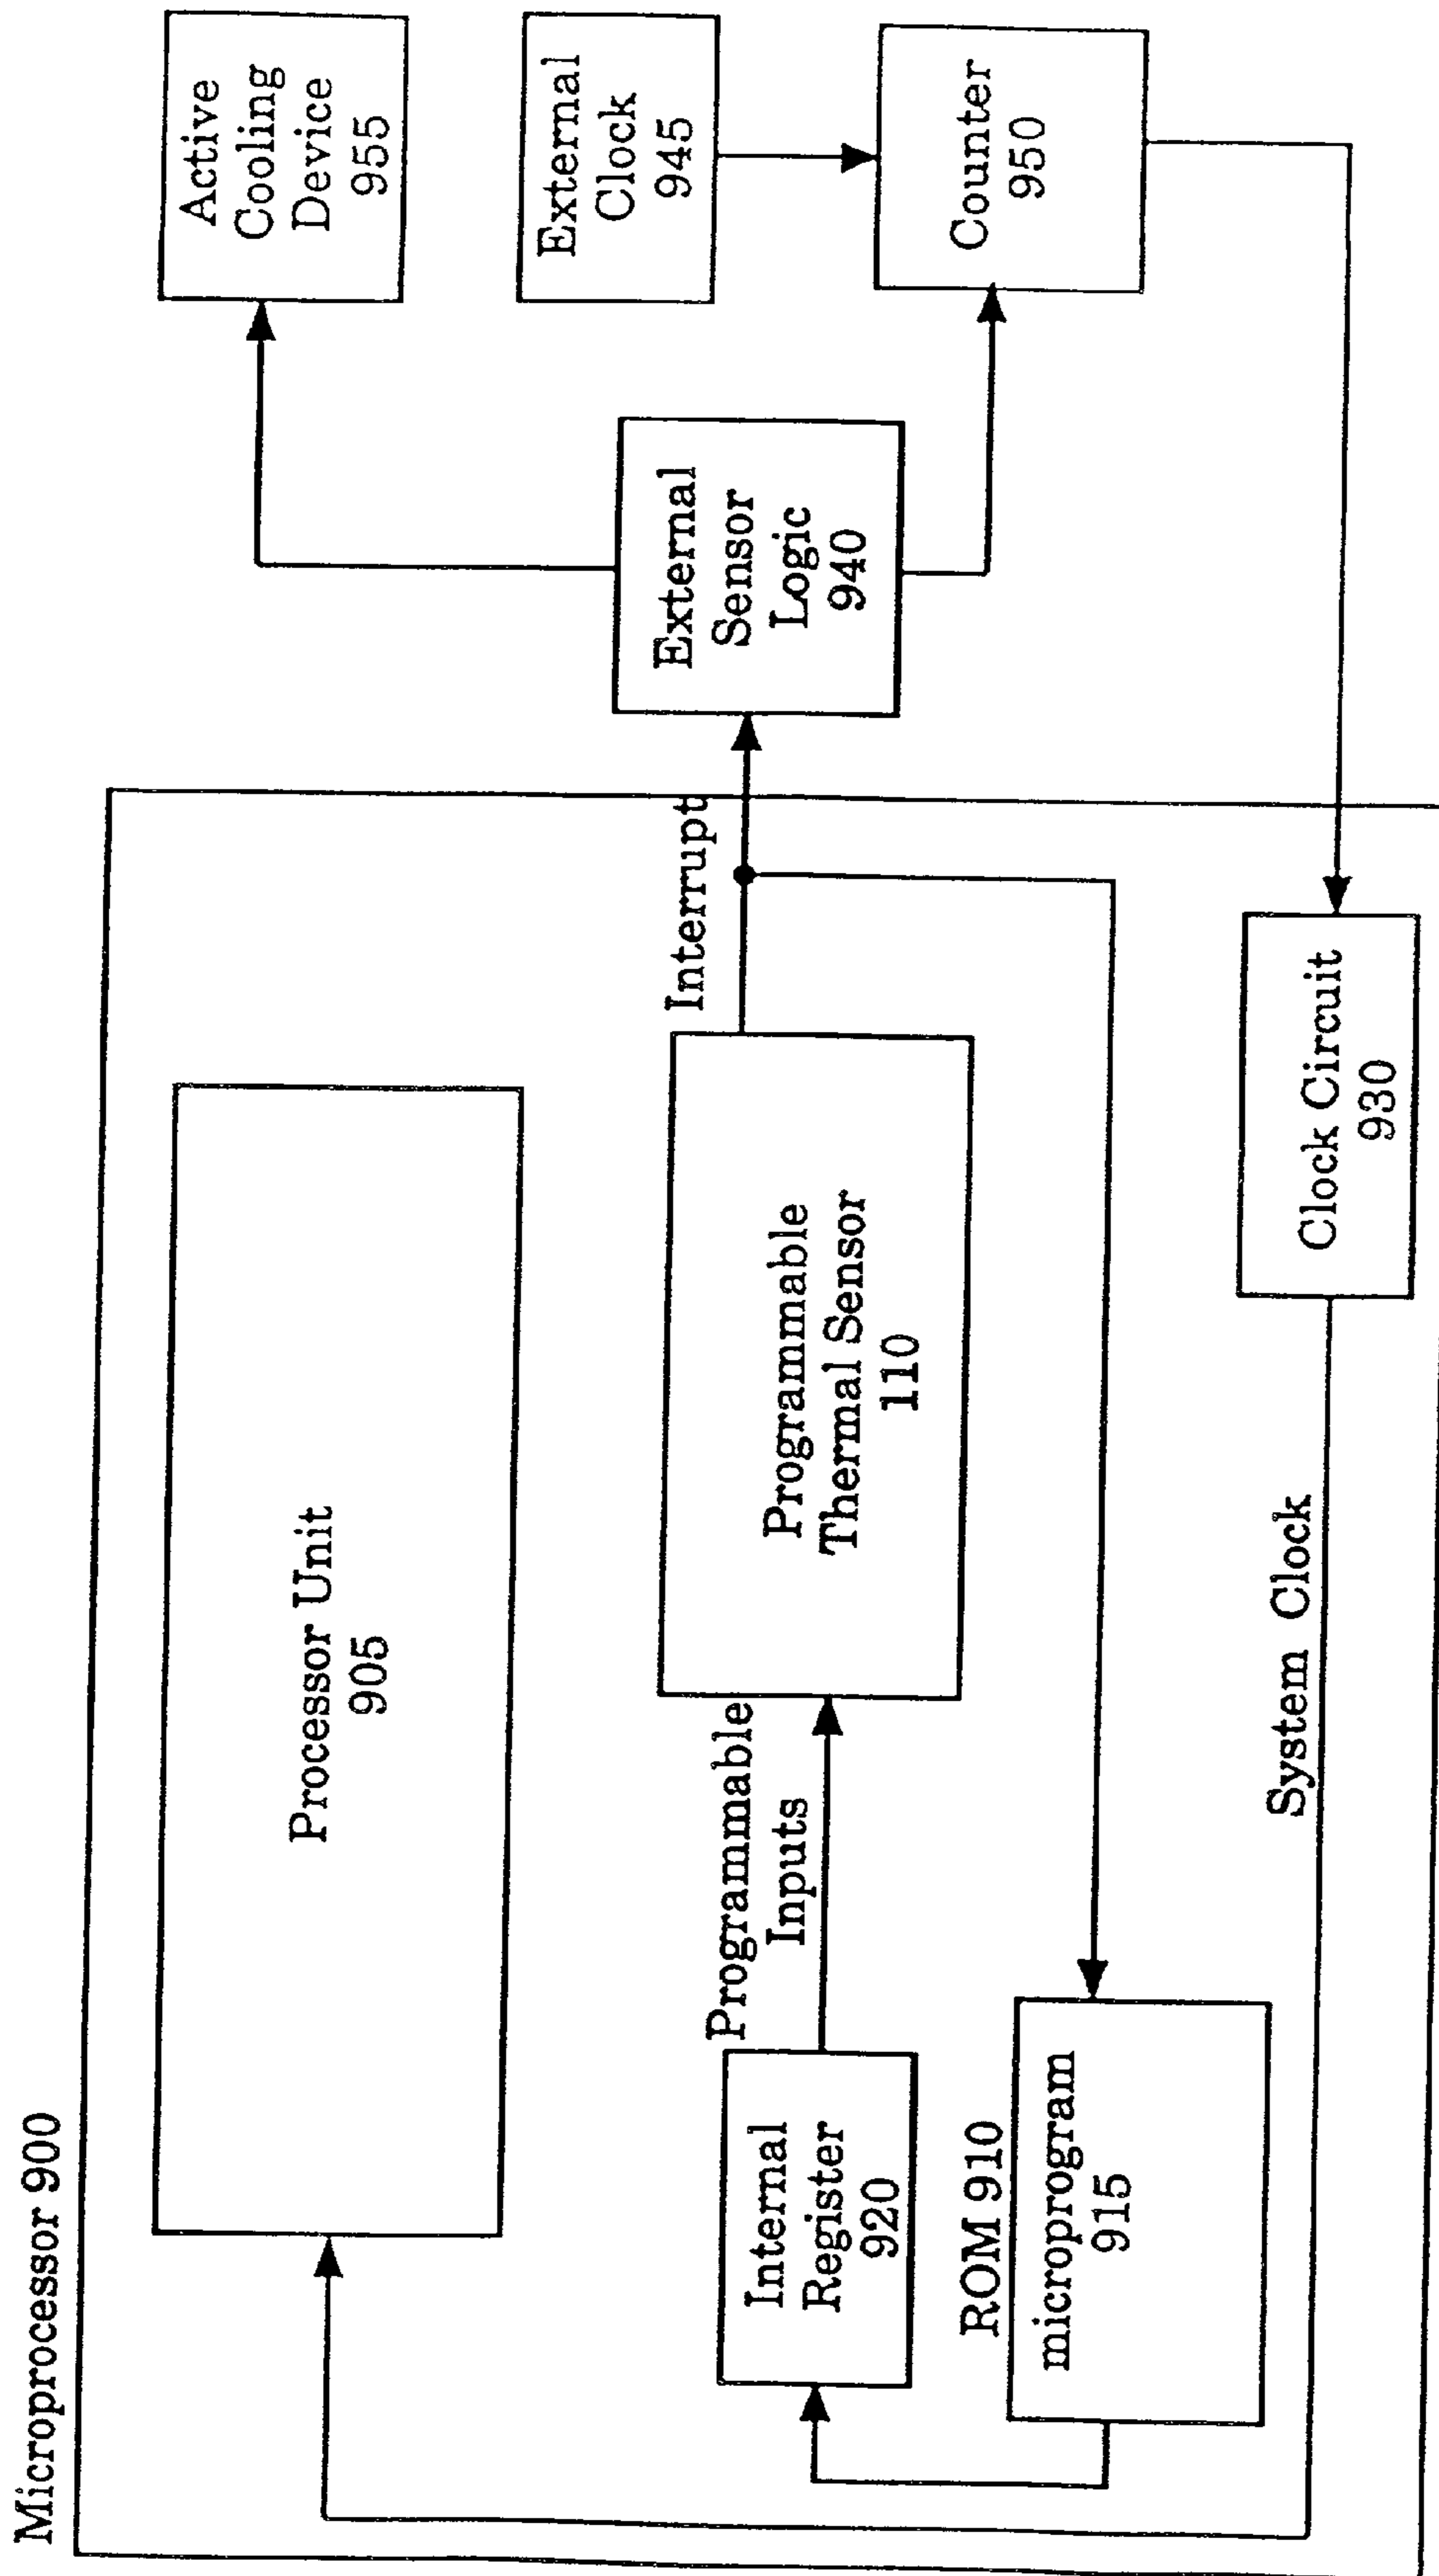 Microprocessor 900
Processor Unit
905
Active
Cooling
Device
955
External
Clock
945
Interrupt
External
Sensor
Logic
940
Programmable
Inputs
Programmable
Thermal Sensor
110
Internal
Register
920
Counter
950
ROM 910
microprogram
915
System Clock
Clock Circuit
930